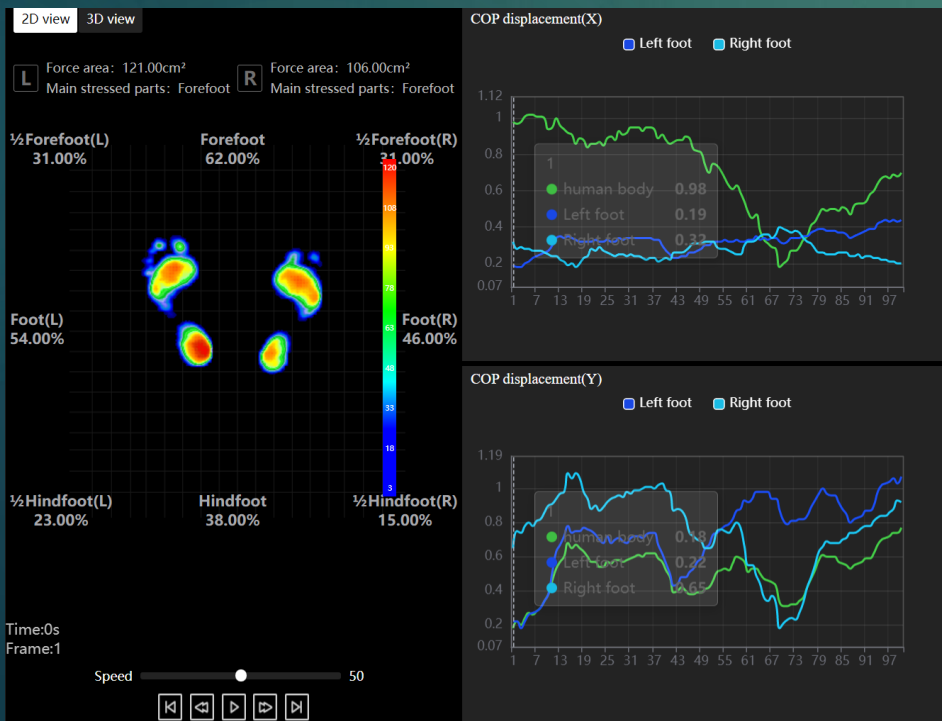 2D view 3D view
L
Force area: 121.00cm²
Main stressed parts: Forefoot
R
Force area: 106.00cm²
Main stressed parts: Forefoot
½Forefoot(L)
31.00%
Forefoot
62.00%
½Forefoot(R)
31.00%
120
108
93
78
63
48
33
18
3
Foot(L)
54.00%
Foot(R)
46.00%
½Hindfoot(L)
23.00%
Hindfoot
38.00%
½Hindfoot(R)
15.00%
Time:0s
Frame:1
Speed 50
COP displacement(X)
Left foot Right foot
1.12
1
0.8
0.6
0.4
0.2
0.07
1
human body 0.98
Left foot 0.19
Right foot 0.32
1 7 13 19 25 31 37 43 49 55 61 67 73 79 85 91 97
COP displacement(Y)
Left foot Right foot
1.19
1
0.8
0.6
0.4
0.2
0.07
1
human body 0.18
Left foot 0.22
Right foot 0.65
1 7 13 19 25 31 37 43 49 55 61 67 73 79 85 91 97